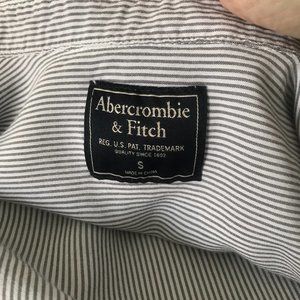 Abercrombie
& Fitch
REG. U.S. PAT. TRADEMARK
QUALITY SINCE 1892
S
MADE IN CHINA